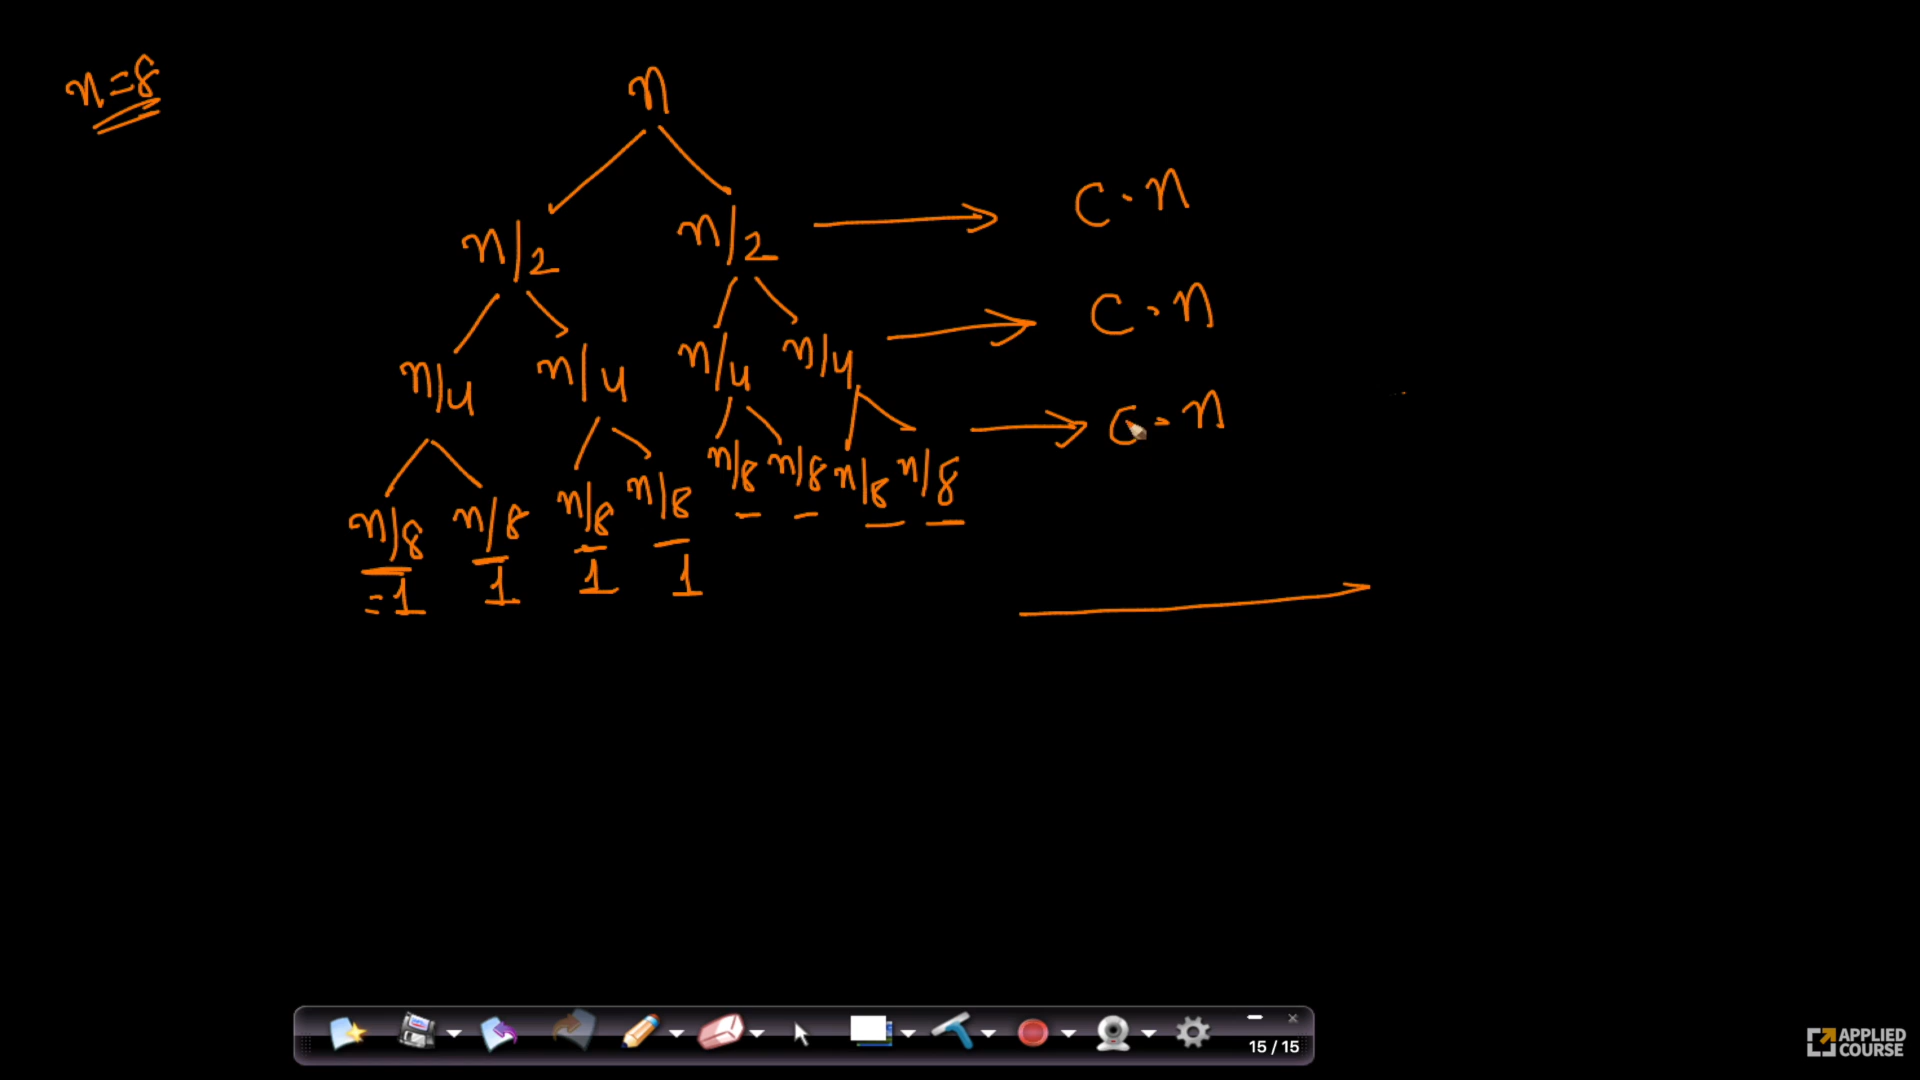 n=8
n
n/2 n/2 C·n
n/4 n/4 n/4 n/4 C·n
n/8 n/8 n/8 n/8 n/8 n/8 n/8 n/8 C·n
=1 1 1 1
15 / 15
APPLIED
COURSE